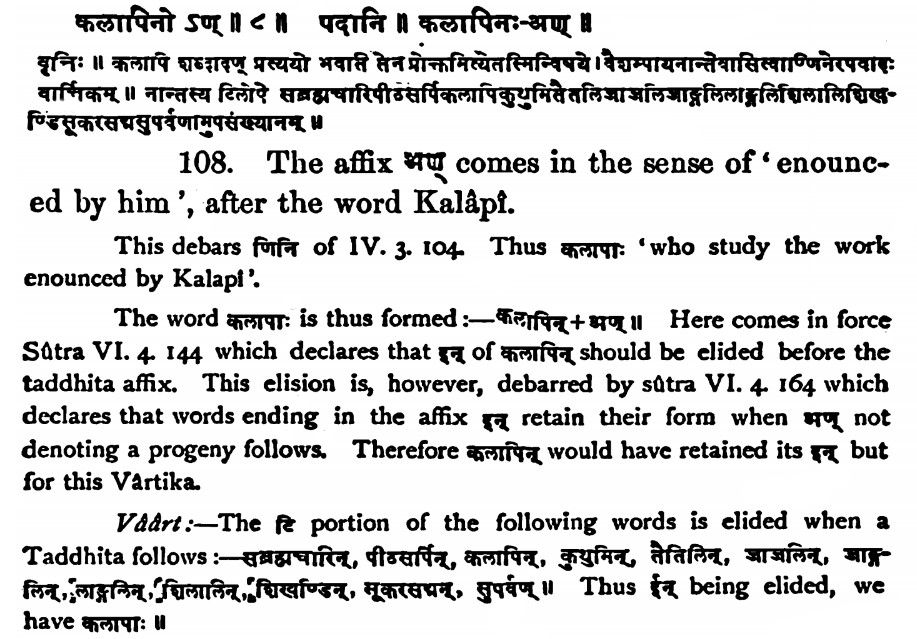 कलापिनो ऽण् ॥ ८ ॥ पदानि ॥ कलापिनः-अण् ॥
वृत्तिः ॥ कलापि शब्दादण् प्रत्ययो भवति तेन प्रोक्तमित्येतस्मिन्विषये । वैशम्पायनान्तेवासित्वाण्णिनेरपवादः
वार्त्तिकम् ॥ नान्तस्य टिलोपे सब्रह्मचारिपीठसर्पिकलापिकुथुमितैतलिजाजलिजाङ्गलिलाङ्गलिशिलालिशिख-
ण्डिसूकरसद्मसुपर्वणामुपसंख्यानम् ॥
108. The affix अण् comes in the sense of ‘ enounc-
ed by him ’, after the word Kalâpî.
This debars णिनि of IV. 3. 104. Thus कलापाः ‘who study the work
enounced by Kalapî’.
The word कलापाः is thus formed :—कलापिन्+अण् ॥ Here comes in force
Sûtra VI. 4. 144 which declares that इन् of कलापिन् should be elided before the
taddhita affix. This elision is, however, debarred by sûtra VI. 4. 164 which
declares that words ending in the affix इन् retain their form when अण् not
denoting a progeny follows. Therefore कलापिन् would have retained its इन् but
for this Vârtika.
Vâârt :—The टि portion of the following words is elided when a
Taddhita follows :—सब्रह्मचारिन्, पीठसर्पिन्, कलापिन्, कुथुमिन्, तैतिलिन्, जाजलिन्, जाङ्ग-
लिन्, लाङ्गलिन्, शिलालिन्, शिखण्डिन्, सूकरसद्मन्, सुपर्वण् ॥ Thus ईन् being elided, we
have कलापाः ॥